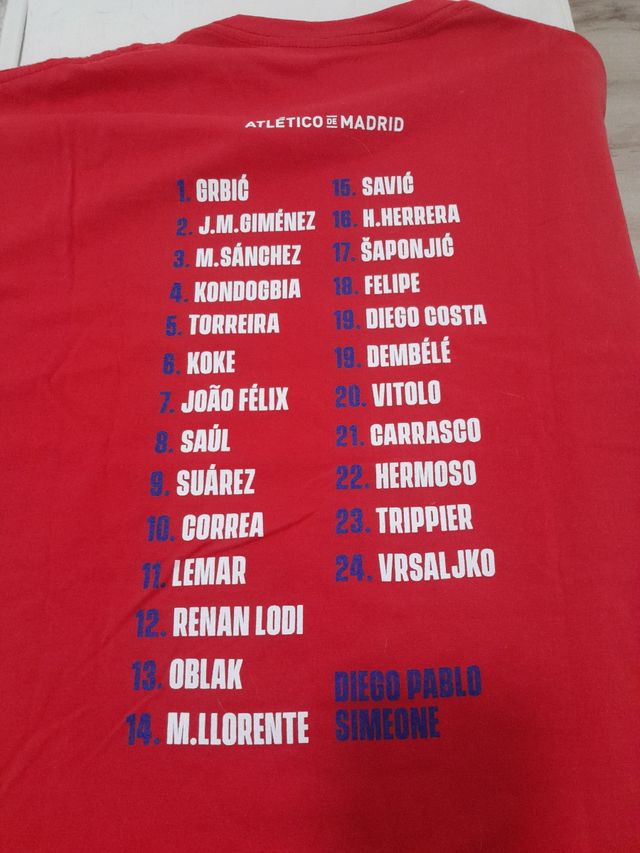 ATLÉTICO DE MADRID
1. GRBIĆ
2. J.M.GIMÉNEZ
3. M.SÁNCHEZ
4. KONDOGBIA
5. TORREIRA
6. KOKE
7. JOÃO FÉLIX
8. SAÚL
9. SUÁREZ
10. CORREA
11. LEMAR
12. RENAN LODI
13. OBLAK
14. M.LLORENTE
15. SAVIĆ
16. H.HERRERA
17. ŠAPONJIĆ
18. FELIPE
19. DIEGO COSTA
19. DEMBÉLÉ
20. VITOLO
21. CARRASCO
22. HERMOSO
23. TRIPPIER
24. VRSALJKO
DIEGO PABLO
SIMEONE